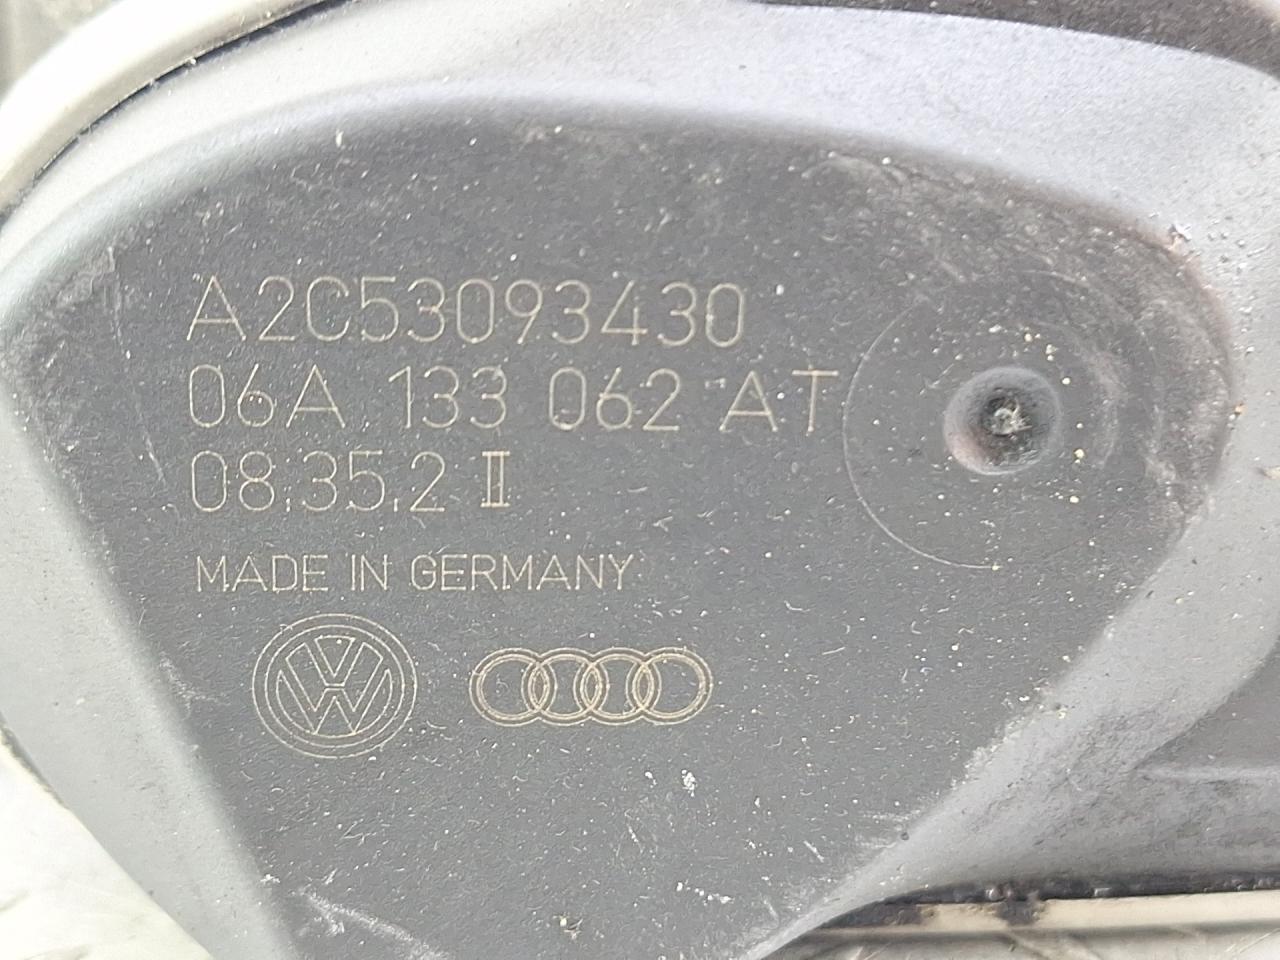 A2C53093430
06A 133 062 AT
08.35.2 II
MADE IN GERMANY